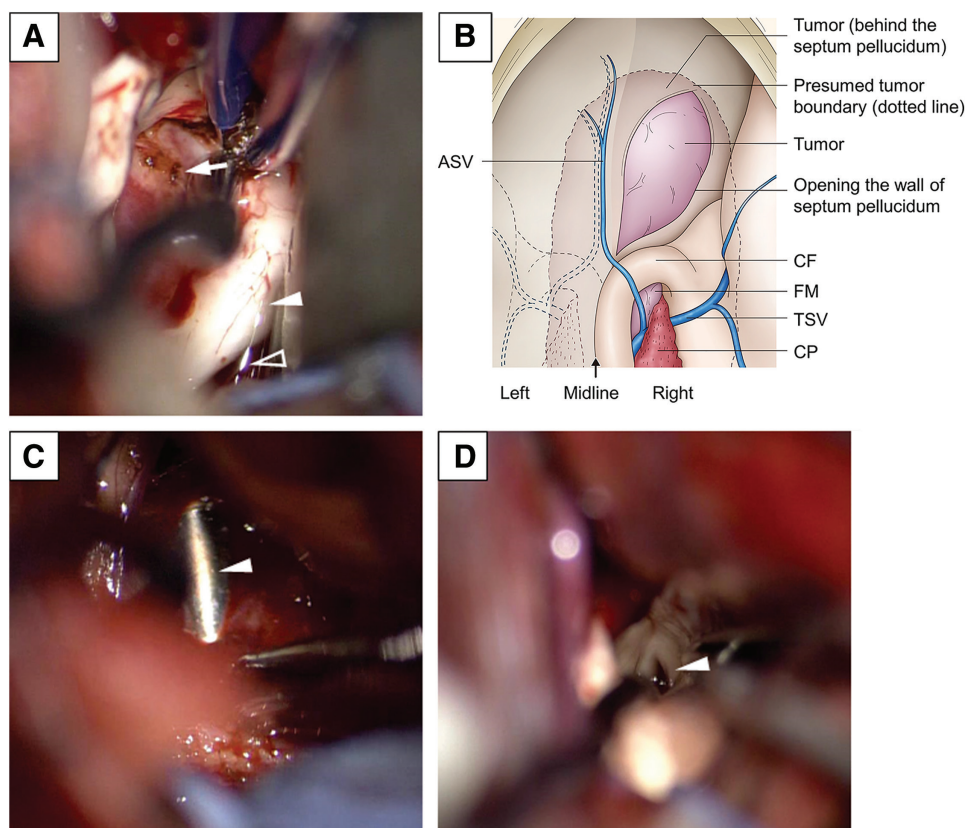 A
B
Tumor (behind the
septum pellucidum)
Presumed tumor
boundary (dotted line)
Tumor
ASV
Opening the wall of
septum pellucidum
CF
FM
TSV
CP
Left
Midline
Right
C
D